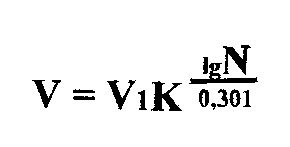 V = V1K lgN
0,301